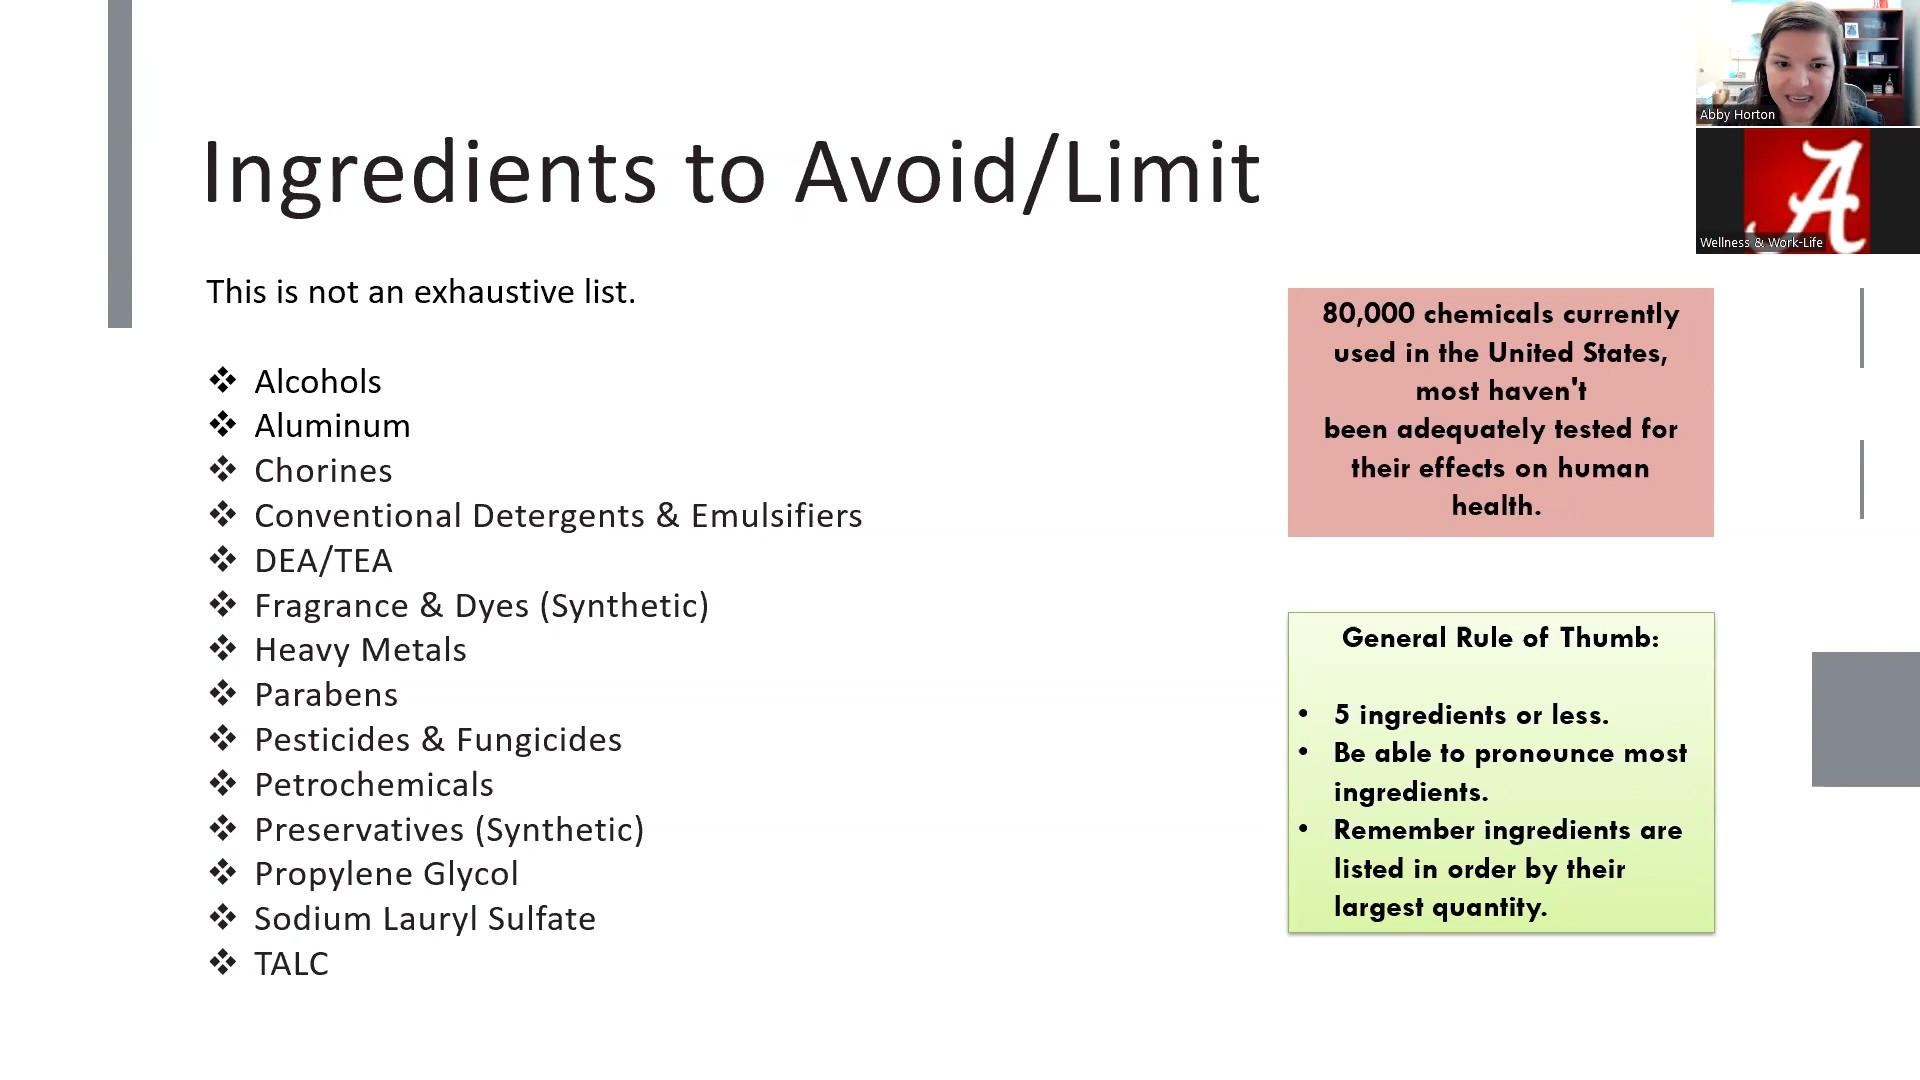 Ingredients to Avoid/Limit
This is not an exhaustive list.
❖ Alcohols
❖ Aluminum
❖ Chorines
❖ Conventional Detergents & Emulsifiers
❖ DEA/TEA
❖ Fragrance & Dyes (Synthetic)
❖ Heavy Metals
❖ Parabens
❖ Pesticides & Fungicides
❖ Petrochemicals
❖ Preservatives (Synthetic)
❖ Propylene Glycol
❖ Sodium Lauryl Sulfate
❖ TALC
80,000 chemicals currently
used in the United States,
most haven't
been adequately tested for
their effects on human
health.
General Rule of Thumb:
• 5 ingredients or less.
• Be able to pronounce most
ingredients.
• Remember ingredients are
listed in order by their
largest quantity.
Abby Horton
A
Wellness & Work-Life